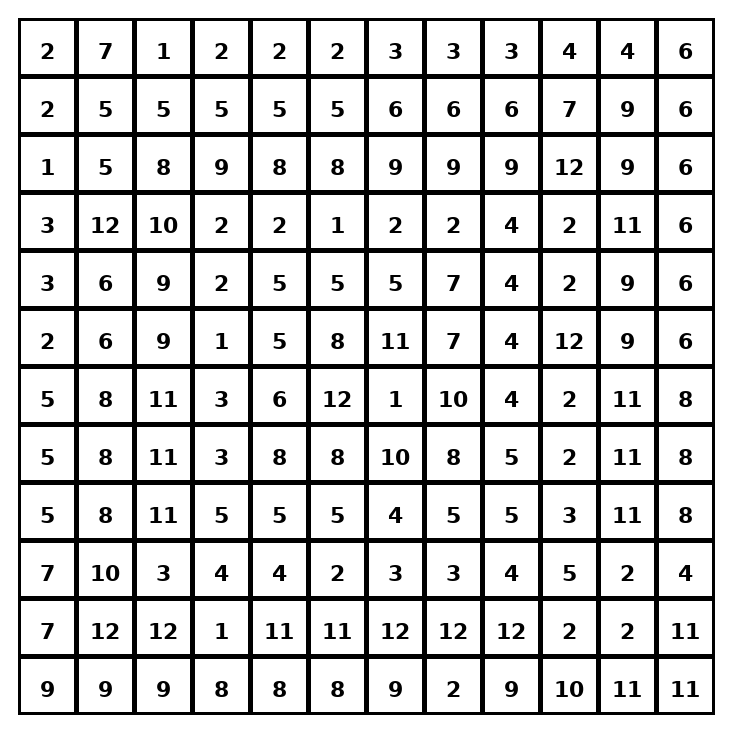 2 7 1 2 2 2 3 3 3 4 4 6
2 5 5 5 5 5 6 6 6 7 9 6
1 5 8 9 8 8 9 9 9 12 9 6
3 12 10 2 2 1 2 2 4 2 11 6
3 6 9 2 5 5 5 7 4 2 9 6
2 6 9 1 5 8 11 7 4 12 9 6
5 8 11 3 6 12 1 10 4 2 11 8
5 8 11 3 8 8 10 8 5 2 11 8
5 8 11 5 5 5 4 5 5 3 11 8
7 10 3 4 4 2 3 3 4 5 2 4
7 12 12 1 11 11 12 12 12 2 2 11
9 9 9 8 8 8 9 2 9 10 11 11